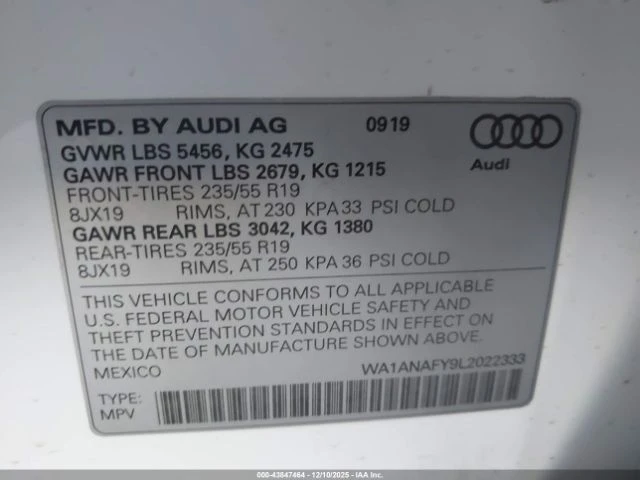 MFD. BY AUDI AG 0919
GVWR LBS 5456, KG 2475
GAWR FRONT LBS 2679, KG 1215
FRONT-TIRES 235/55 R19
8JX19 RIMS, AT 230 KPA 33 PSI COLD
GAWR REAR LBS 3042, KG 1380
REAR-TIRES 235/55 R19
8JX19 RIMS, AT 250 KPA 36 PSI COLD
Audi
THIS VEHICLE CONFORMS TO ALL APPLICABLE
U.S. FEDERAL MOTOR VEHICLE SAFETY AND
THEFT PREVENTION STANDARDS IN EFFECT ON
THE DATE OF MANUFACTURE SHOWN ABOVE.
MEXICO WA1ANAFY9L2022333
TYPE:
MPV
000-43847464 - 12/10/2025 - IAAI